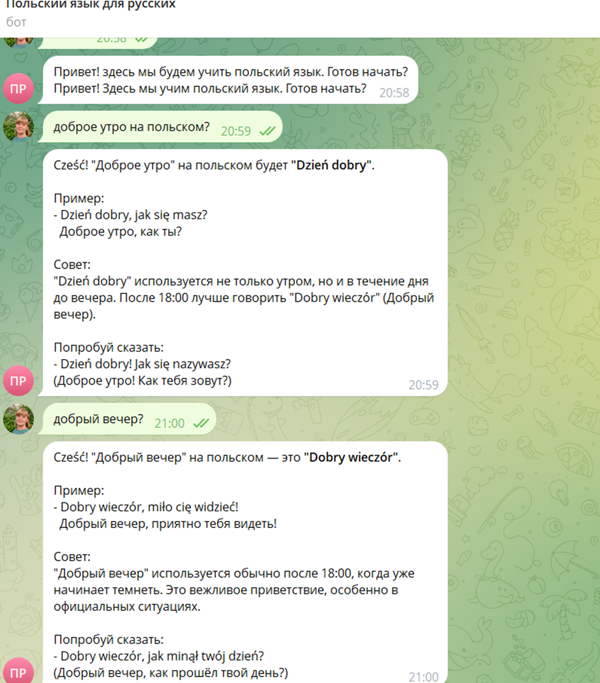 Польский язык для русских
бот
20:58
Привет! здесь мы будем учить польский язык. Готов начать?
Привет! Здесь мы учим польский язык. Готов начать?
20:58
ПР
доброе утро на польском?
20:59
Cześć! "Доброе утро" на польском будет "Dzień dobry".
Пример:
- Dzień dobry, jak się masz?
Доброе утро, как ты?
Совет:
"Dzień dobry" используется не только утром, но и в течение дня
до вечера. После 18:00 лучше говорить "Dobry wieczór" (Добрый
вечер).
Попробуй сказать:
- Dzień dobry! Jak się nazywasz?
(Доброе утро! Как тебя зовут?)
20:59
ПР
добрый вечер?
21:00
Cześć! "Добрый вечер" на польском — это "Dobry wieczór".
Пример:
- Dobry wieczór, miło cię widzieć!
Добрый вечер, приятно тебя видеть!
Совет:
"Добрый вечер" используется обычно после 18:00, когда уже
начинает темнеть. Это вежливое приветствие, особенно в
официальных ситуациях.
Попробуй сказать:
- Dobry wieczór, jak minął twój dzień?
(Добрый вечер, как прошёл твой день?)
21:00
ПР